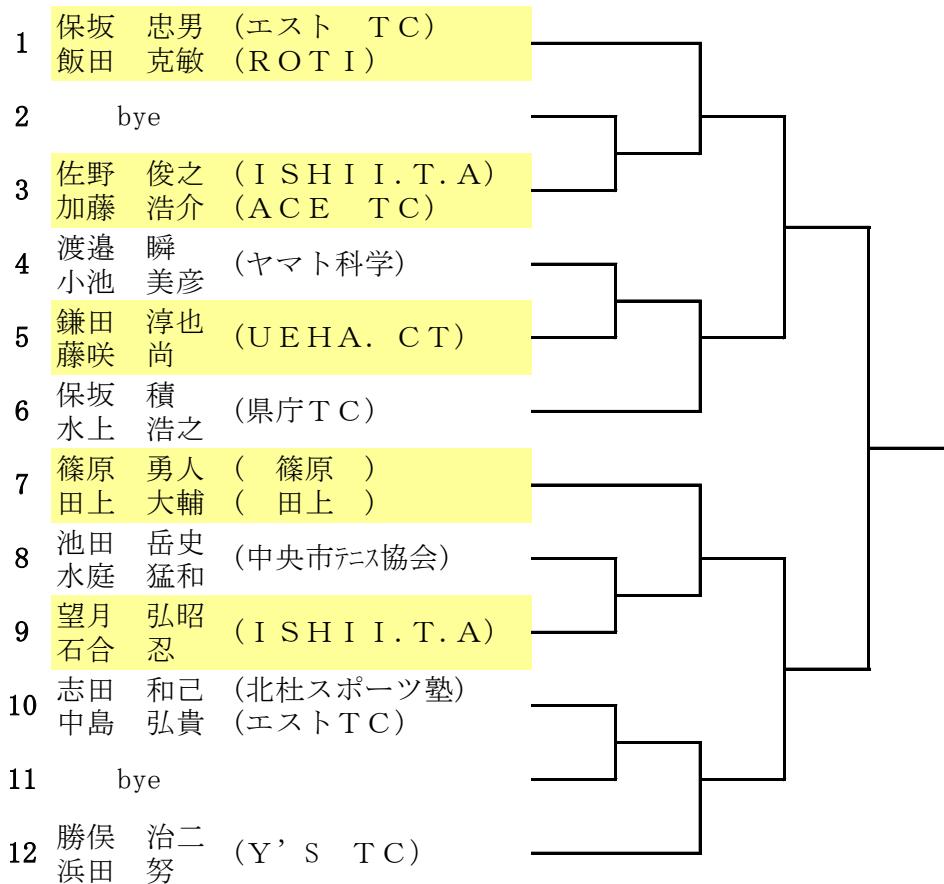 1 保坂　忠男 (エスト　ＴＣ)
飯田　克敏 (ＲＯＴＩ)
2 bye
3 佐野　俊之 (ＩＳＨＩＩ.Ｔ.Ａ)
加藤　浩介 (ＡＣＥ　ＴＣ)
4 渡邉　瞬 (ヤマト科学)
小池　美彦
5 鎌田　淳也 (ＵＥＨＡ．ＣＴ)
藤咲　尚
6 保坂　積 (県庁ＴＣ)
水上　浩之
7 篠原　勇人 (　篠原　)
田上　大輔 (　田上　)
8 池田　岳史 (中央市ﾃﾆｽ協会)
水庭　猛和
9 望月　弘昭 (ＩＳＨＩＩ.Ｔ.Ａ)
石合　忍
10 志田　和己 (北杜スポーツ塾)
中島　弘貴 (エストＴＣ)
11 bye
12 勝俣　治二 (Ｙ’Ｓ　ＴＣ)
浜田　努